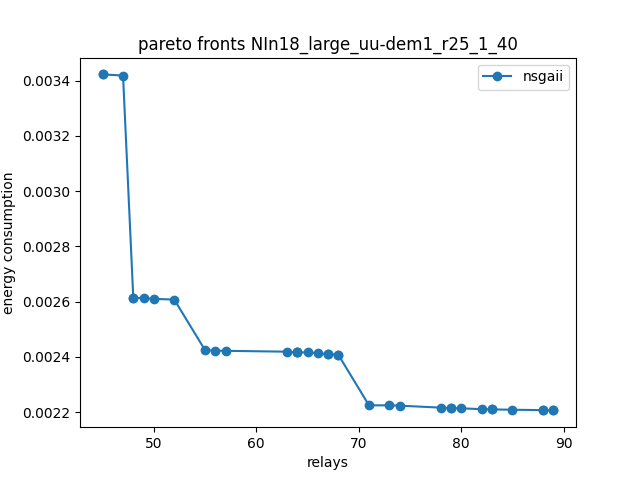 pareto fronts NIn18_large_uu-dem1_r25_1_40
nsgaii
energy consumption
0.0034
0.0032
0.0030
0.0028
0.0026
0.0024
0.0022
50 60 70 80 90
relays